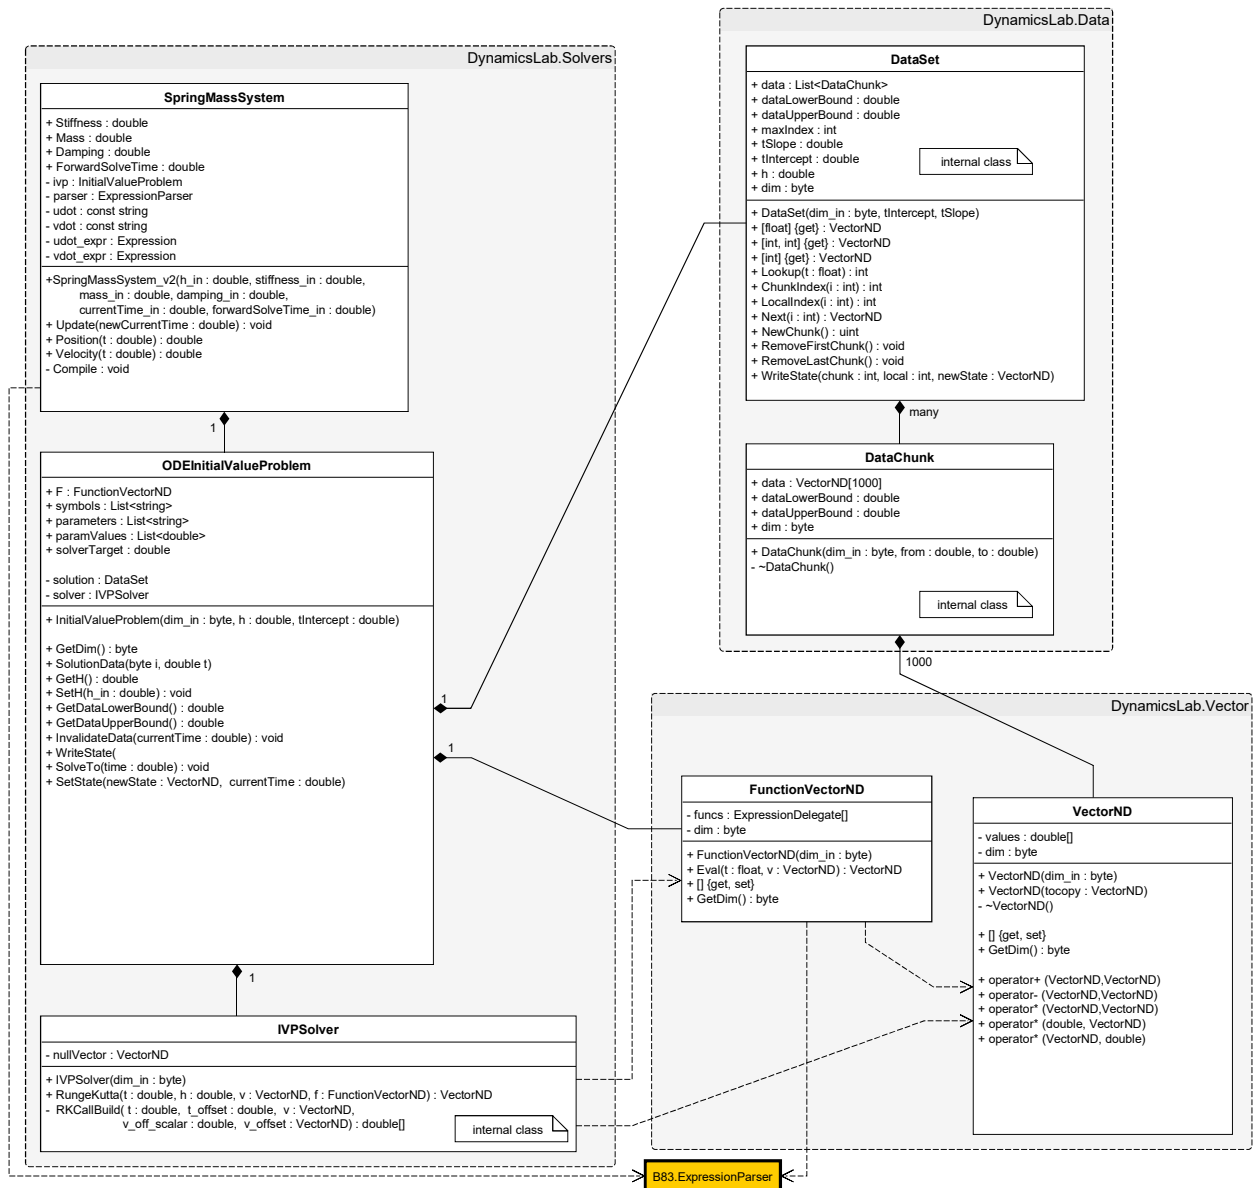 DynamicsLab.Solvers
SpringMassSystem
+ Stiffness : double
+ Mass : double
+ Damping : double
+ ForwardSolveTime : double
- ivp : InitialValueProblem
- parser : ExpressionParser
- udot : const string
- vdot : const string
- udot_expr : Expression
- vdot_expr : Expression
+SpringMassSystem_v2(h_in : double, stiffness_in : double,
mass_in : double, damping_in : double,
currentTime_in : double, forwardSolveTime_in : double)
+ Update(newCurrentTime : double) : void
+ Position(t : double) : double
+ Velocity(t : double) : double
- Compile : void
1
ODEInitialValueProblem
+ F : FunctionVectorND
+ symbols : List<string>
+ parameters : List<string>
+ paramValues : List<double>
+ solverTarget : double
- solution : DataSet
- solver : IVPSolver
+ InitialValueProblem(dim_in : byte, h : double, tIntercept : double)
+ GetDim() : byte
+ SolutionData(byte i, double t)
+ GetH() : double
+ SetH(h_in : double) : void
+ GetDataLowerBound() : double
+ GetDataUpperBound() : double
+ InvalidateData(currentTime : double) : void
+ WriteState(
+ SolveTo(time : double) : void
+ SetState(newState : VectorND,  currentTime : double)
1
1
1
IVPSolver
- nullVector : VectorND
+ IVPSolver(dim_in : byte)
+ RungeKutta(t : double, h : double, v : VectorND, f : FunctionVectorND) : VectorND
-  RKCallBuild( t : double,  t_offset : double,  v : VectorND,
v_off_scalar : double,  v_offset : VectorND) : double[]
internal class
DynamicsLab.Data
DataSet
+ data : List<DataChunk>
+ dataLowerBound : double
+ dataUpperBound : double
+ maxIndex : int
+ tSlope : double
+ tIntercept : double
+ h : double
+ dim : byte
internal class
+ DataSet(dim_in : byte, tIntercept, tSlope)
+ [float] {get} : VectorND
+ [int, int] {get} : VectorND
+ [int] {get} : VectorND
+ Lookup(t : float) : int
+ ChunkIndex(i : int) : int
+ LocalIndex(i : int) : int
+ Next(i : int) : VectorND
+ NewChunk() : uint
+ RemoveFirstChunk() : void
+ RemoveLastChunk() : void
+ WriteState(chunk : int, local : int, newState : VectorND)
many
DataChunk
+ data : VectorND[1000]
+ dataLowerBound : double
+ dataUpperBound : double
+ dim : byte
+ DataChunk(dim_in : byte, from : double, to : double)
- ~DataChunk()
internal class
1000
DynamicsLab.Vector
FunctionVectorND
- funcs : ExpressionDelegate[]
- dim : byte
+ FunctionVectorND(dim_in : byte)
+ Eval(t : float, v : VectorND) : VectorND
+ [] {get, set}
+ GetDim() : byte
VectorND
- values : double[]
- dim : byte
+ VectorND(dim_in : byte)
+ VectorND(tocopy : VectorND)
- ~VectorND()
+ [] {get, set}
+ GetDim() : byte
+ operator+ (VectorND,VectorND)
+ operator- (VectorND,VectorND)
+ operator* (VectorND,VectorND)
+ operator* (double, VectorND)
+ operator* (VectorND, double)
B83.ExpressionParser